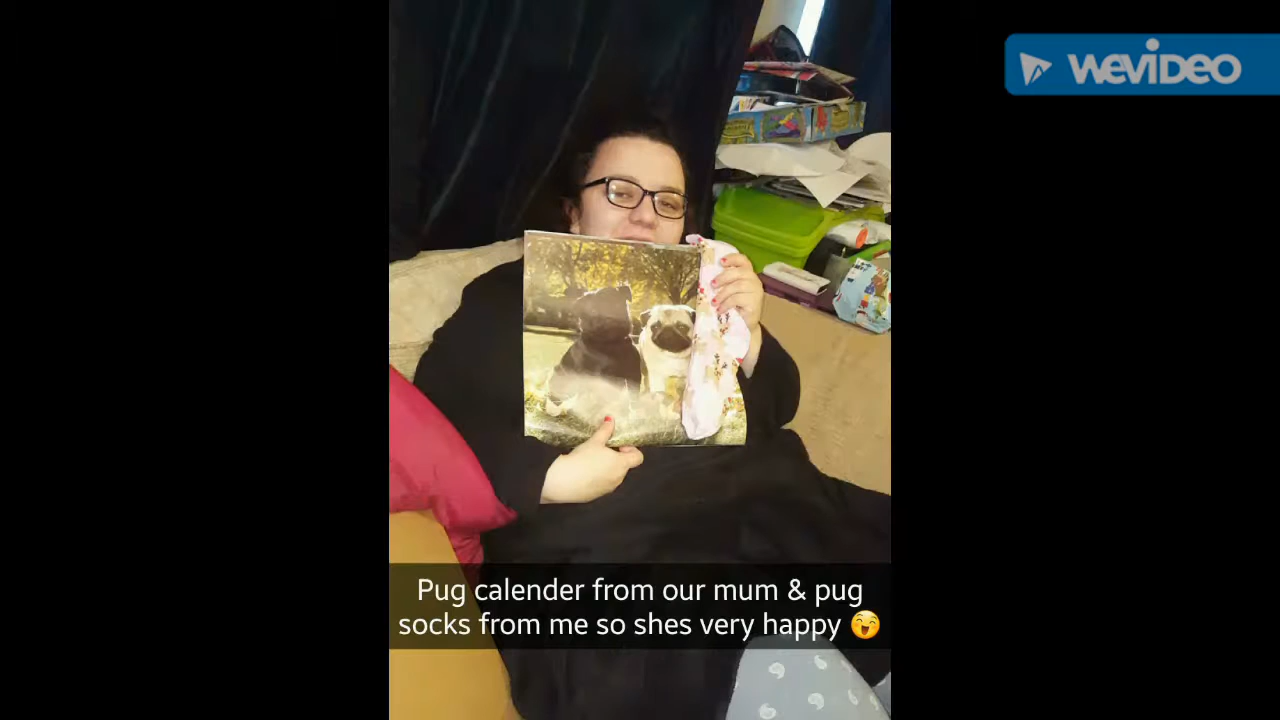 WEVIDEO
Pug calender from our mum & pug
socks from me so shes very happy 😄